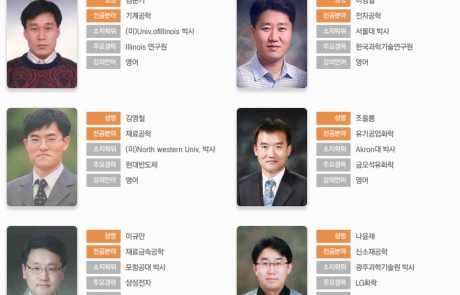 성명
전공분야 기계공학
소지학위 (미)Univ,ofIllinois 박사
주요경력 Illinois 연구원
강의언어 영어
전공분야 전자공학
소지학위 서울대 박사
주요경력 한국과학기술연구원
강의언어 영어
성명 김영철
전공분야 재료공학
소지학위 (미)North western Univ, 박사
주요경력 현대반도체
강의언어 영어
성명 조을룡
전공분야 유기공업화학
소지학위 Akron대 박사
주요경력 금오석유화학
강의언어 영어
성명 이규만
전공분야 재료금속공학
소지학위 포항공대 박사
주요경력 삼성전자
성명 나윤채
전공분야 신소재공학
소지학위 광주과학기술원 박사
주요경력 LG화학